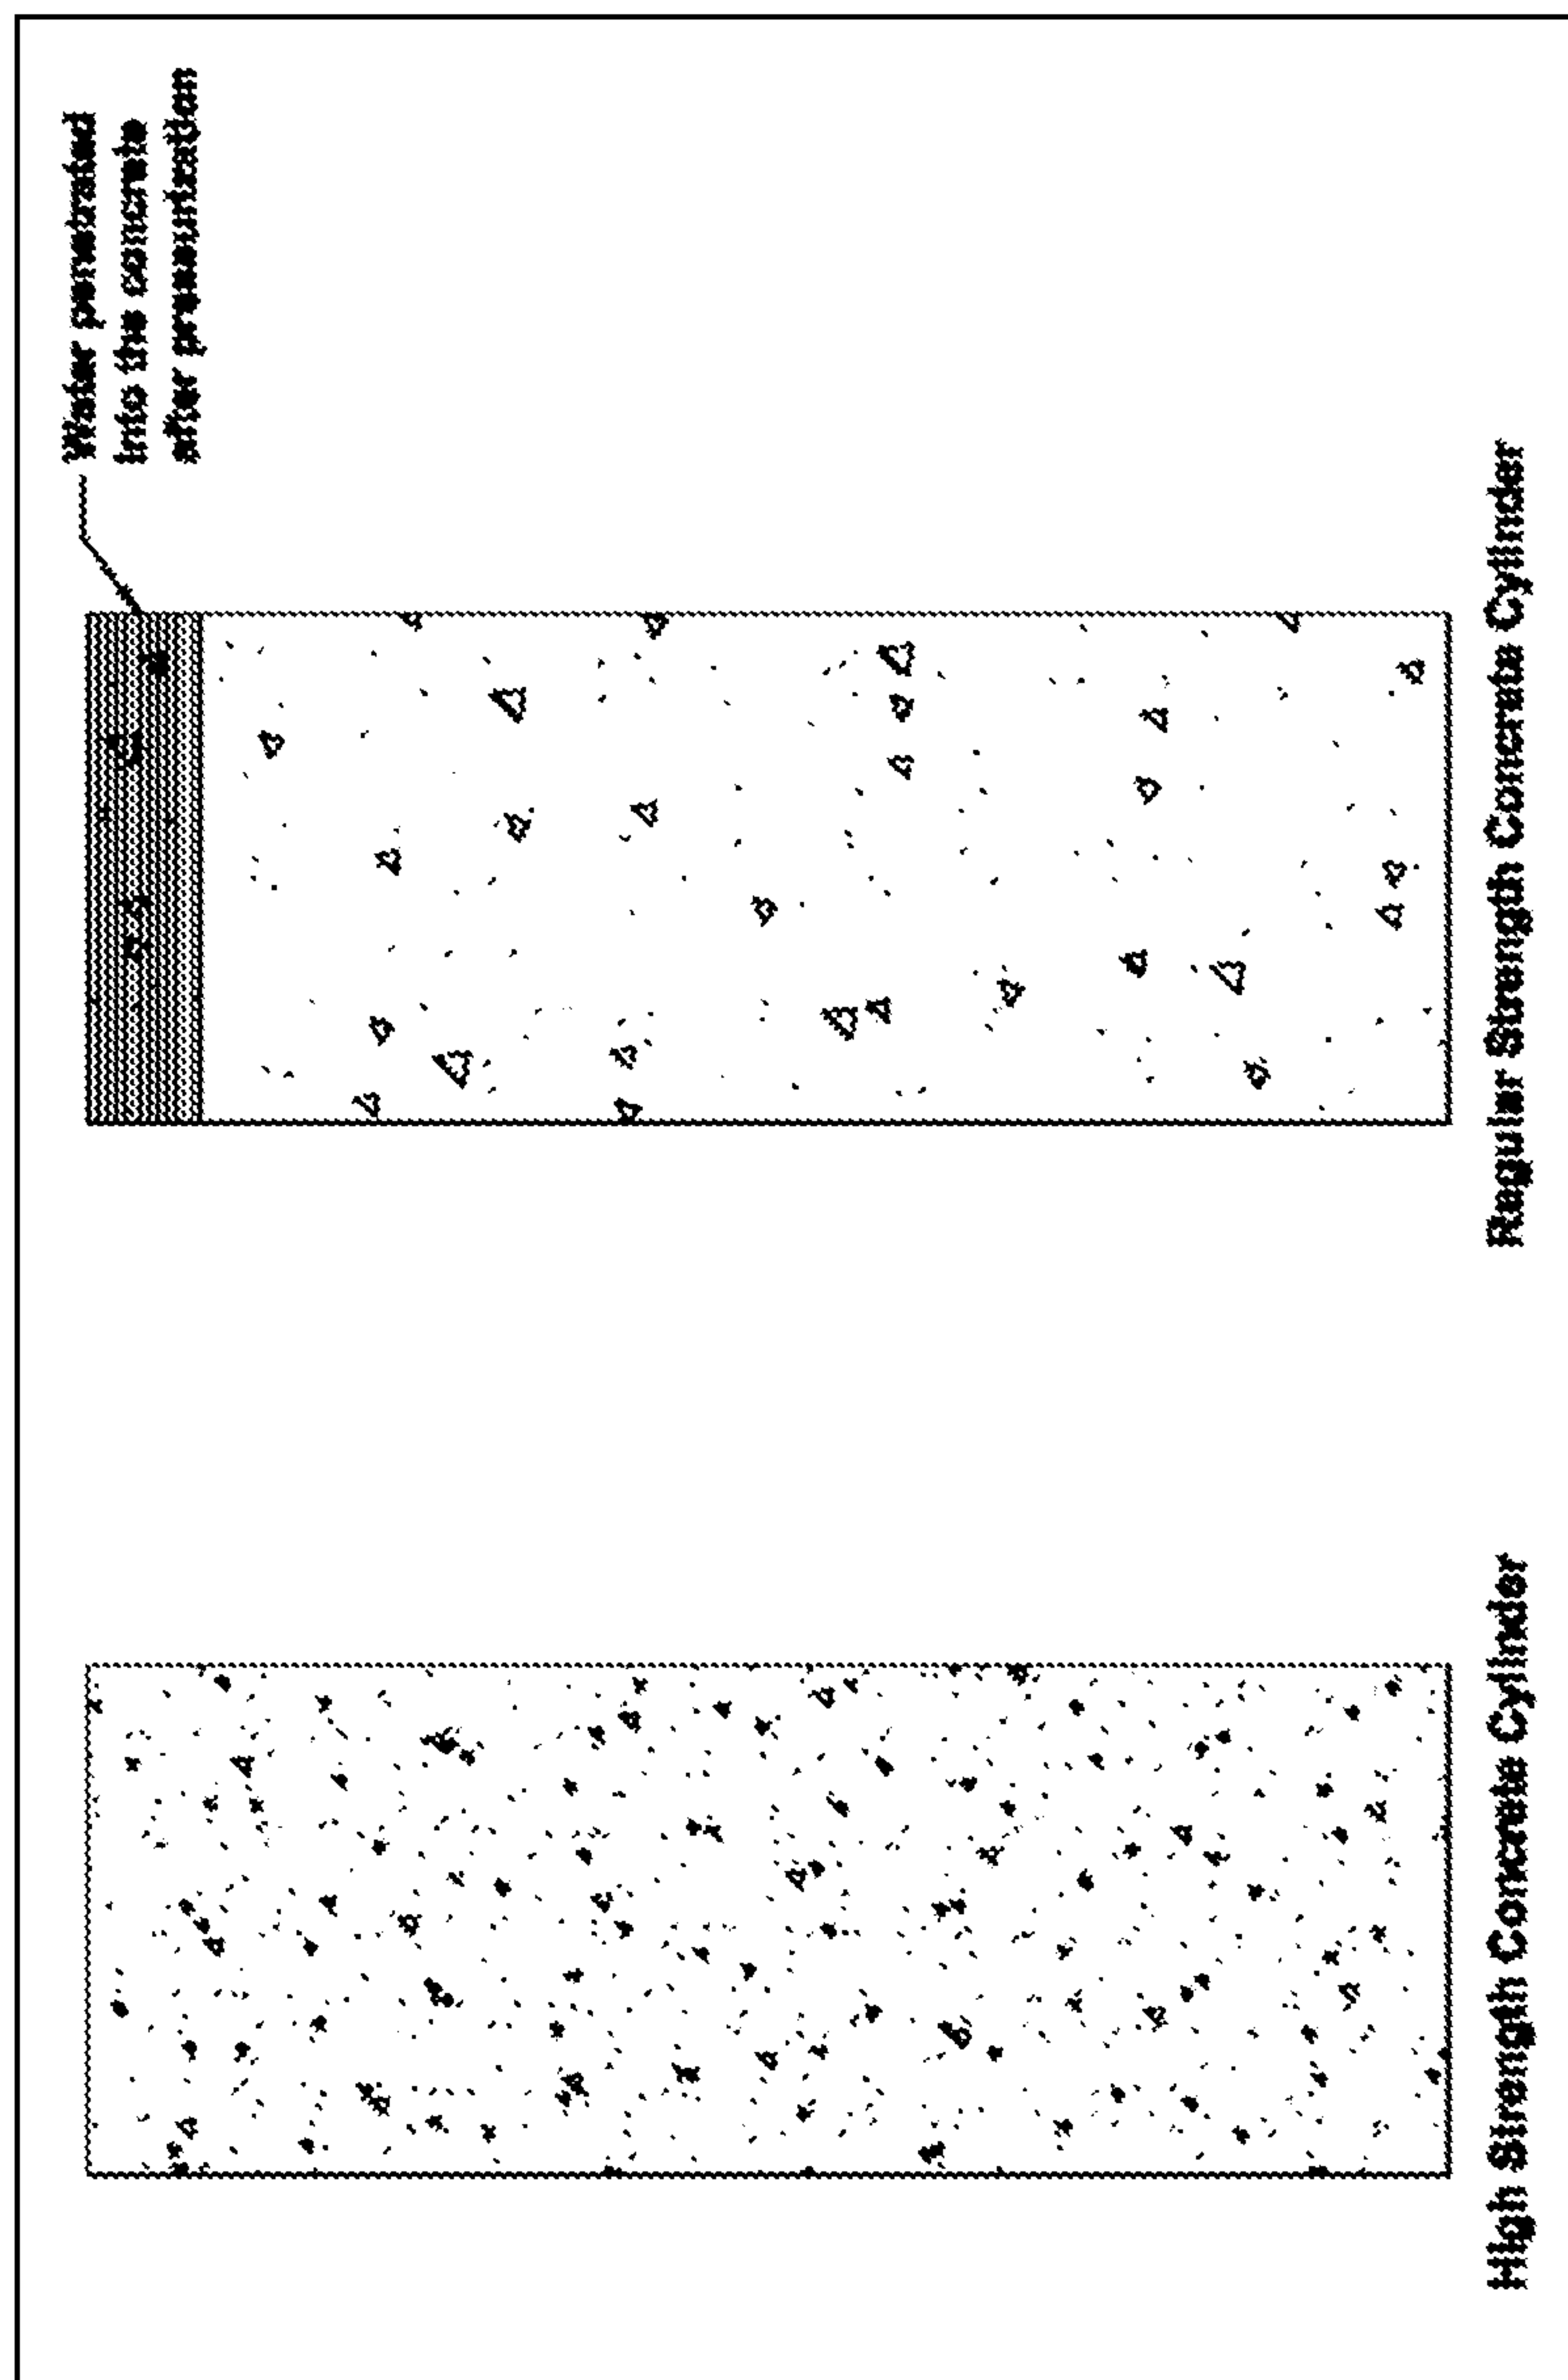 Water penetrated
into the concrete
after pressurization
High Strength Concrete Cylinder
Regular Strength Concrete Cylinder